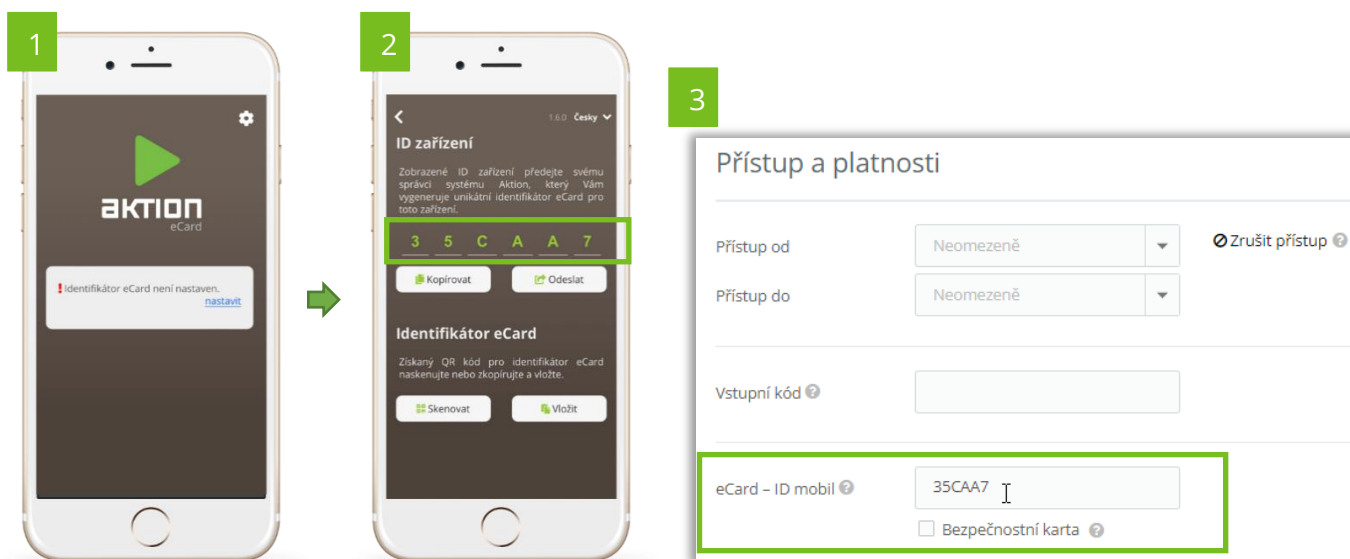 1
aktion
eCard
! Identifikátor eCard není nastaven.
nastavit
2
1.6.0 Česky
ID zařízení
Zobrazené ID zařízení předejte svému
správci systému Aktion, který Vám
vygeneruje unikátní identifikátor eCard pro
toto zařízení.
3 5 C A A 7
Kopírovat
Odeslat
Identifikátor eCard
Získaný QR kód pro identifikátor eCard
naskenujte nebo zkopírujte a vložte.
Skenovat
Vložit
3
Přístup a platnosti
Přístup od
Neomezeně
Zrušit přístup ?
Přístup do
Neomezeně
Vstupní kód ?
eCard – ID mobil ?
35CAA7
Bezpečnostní karta ?